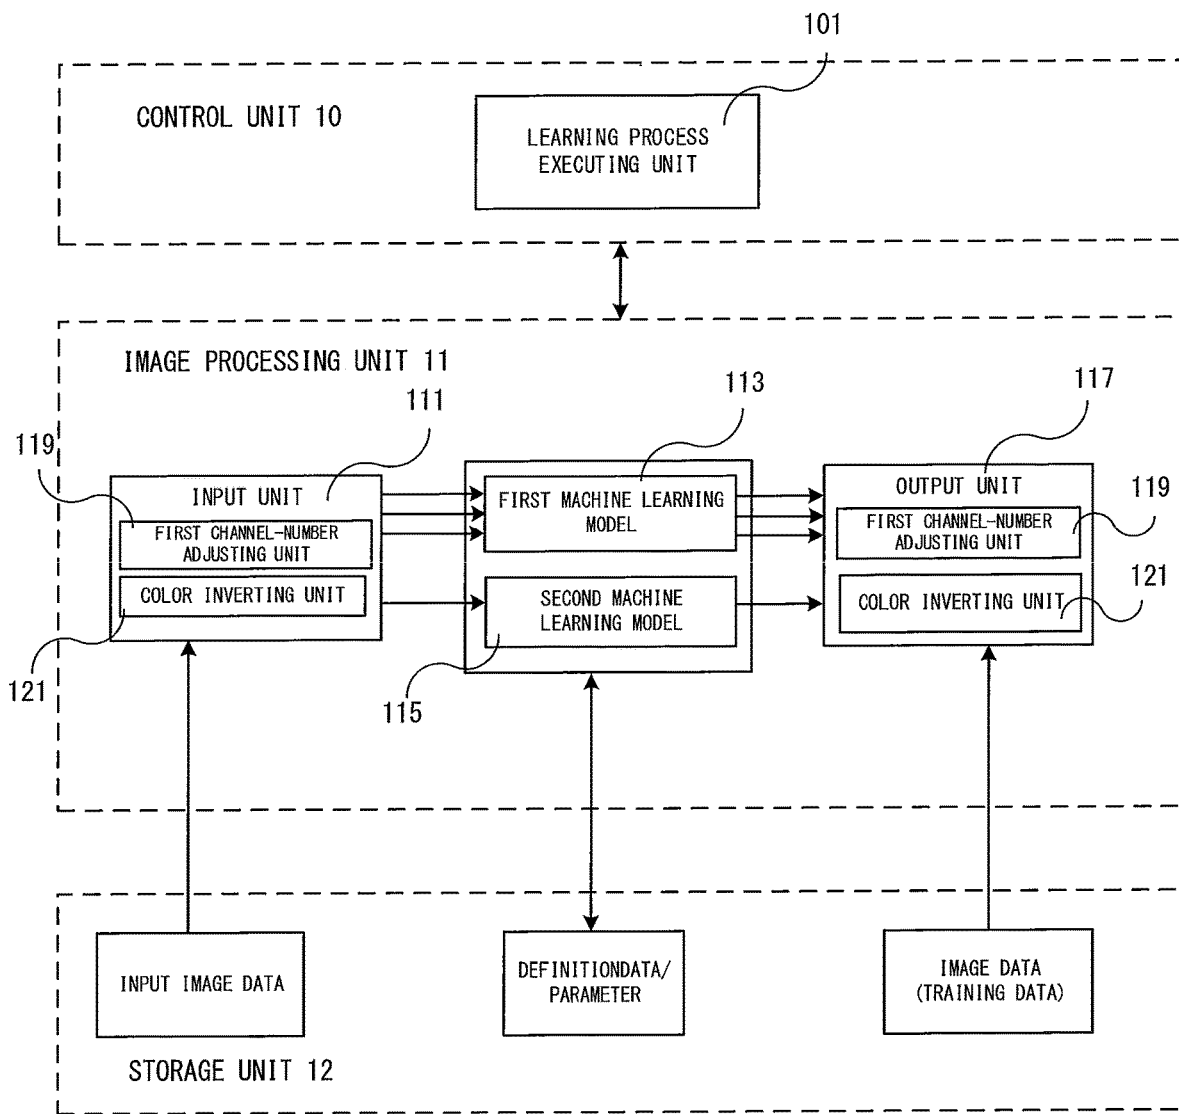 101
CONTROL UNIT 10
LEARNING PROCESS
EXECUTING UNIT
IMAGE PROCESSING UNIT 11
111
113
117
119
INPUT UNIT
FIRST CHANNEL-NUMBER
ADJUSTING UNIT
COLOR INVERTING UNIT
121
FIRST MACHINE LEARNING
MODEL
SECOND MACHINE
LEARNING MODEL
115
OUTPUT UNIT
FIRST CHANNEL-NUMBER
ADJUSTING UNIT
119
COLOR INVERTING UNIT
121
INPUT IMAGE DATA
DEFINITIONDATA/
PARAMETER
IMAGE DATA
(TRAINING DATA)
STORAGE UNIT 12